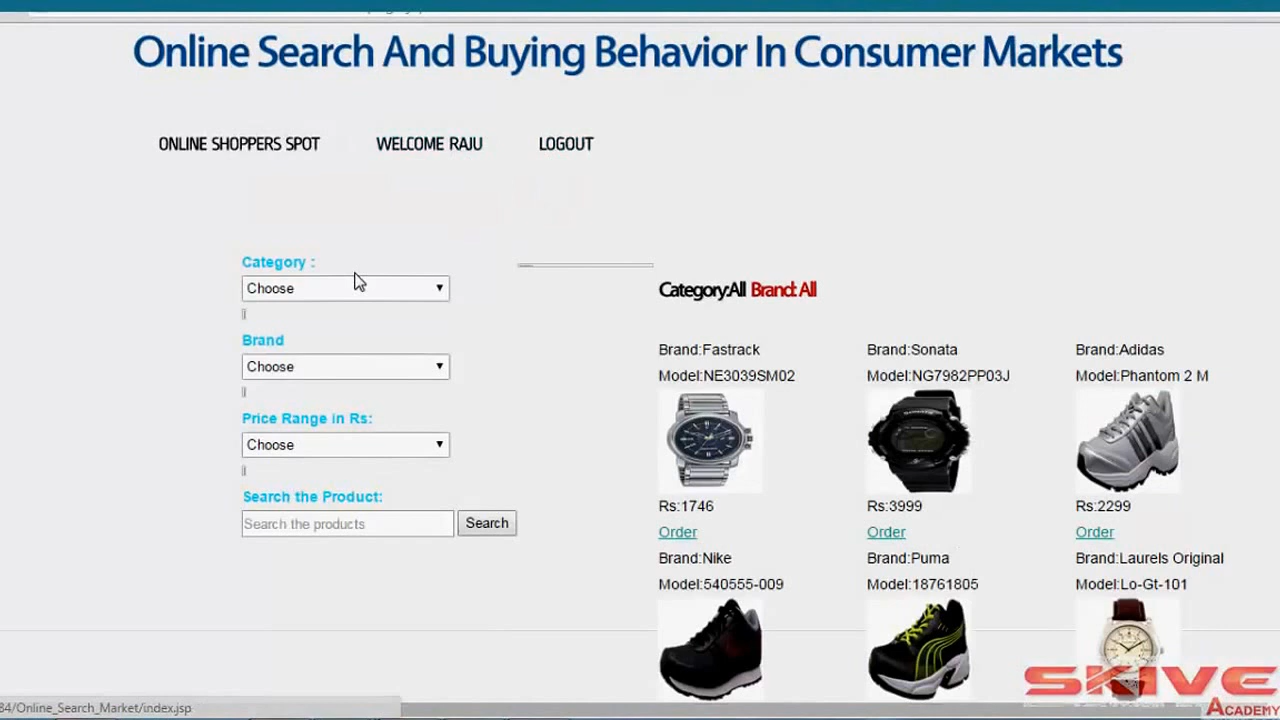 Online Search And Buying Behavior In Consumer Markets
ONLINE SHOPPERS SPOT WELCOME RAJU LOGOUT
Category :
Choose
Brand
Choose
Price Range in Rs:
Choose
Search the Product:
Search the products Search
Category:All Brand: All
Brand:Fastrack
Model:NE3039SM02
Rs:1746
Order
Brand:Sonata
Model:NG7982PP03J
Rs:3999
Order
Brand:Adidas
Model:Phantom 2 M
Rs:2299
Order
Brand:Nike
Model:540555-009
Brand:Puma
Model:18761805
Brand:Laurels Original
Model:Lo-Gt-101
84/Online_Search_Market/index.jsp
SKIVE
ACADEMY